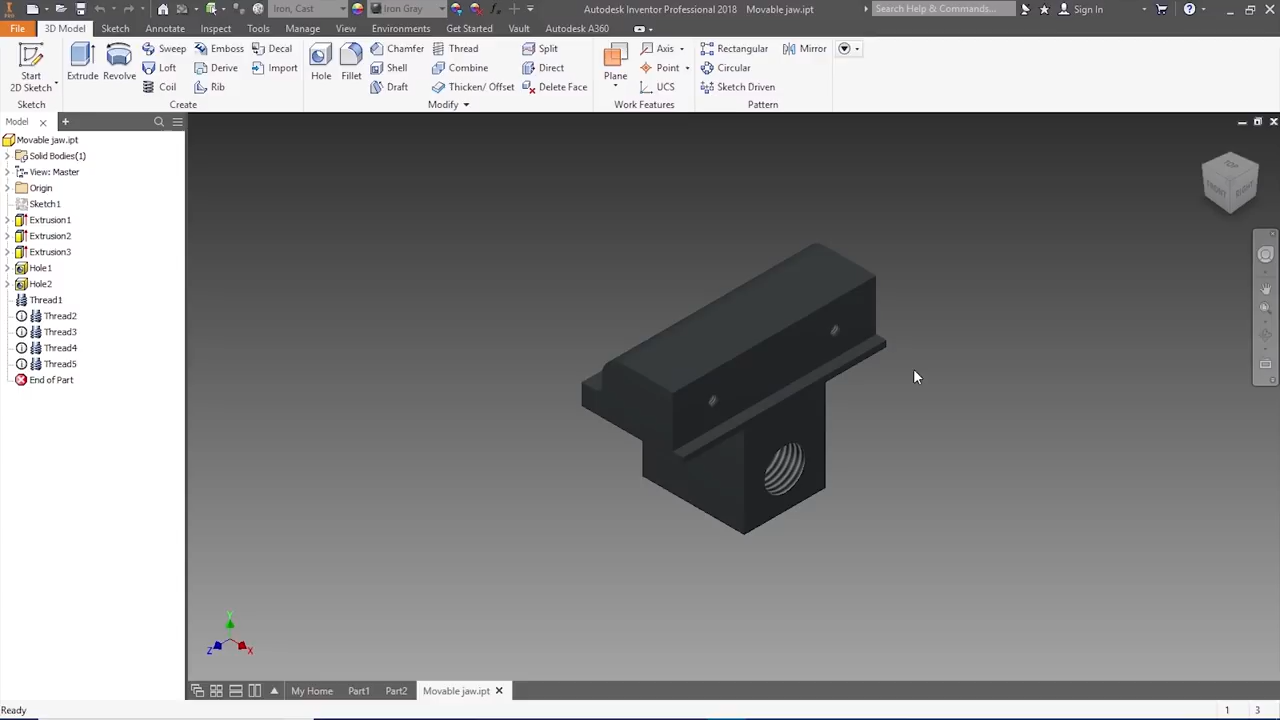 Iron, Cast
Iron Gray
Autodesk Inventor Professional 2018 Movable jaw.ipt
Search Help & Commands...
Sign In
File
3D Model
Sketch
Annotate
Inspect
Tools
Manage
View
Environments
Get Started
Vault
Autodesk A360
Start
2D Sketch
Extrude
Revolve
Sweep
Emboss
Decal
Loft
Derive
Import
Coil
Rib
Hole
Fillet
Chamfer
Thread
Split
Shell
Combine
Direct
Draft
Thicken/ Offset
Delete Face
Plane
Axis
Point
UCS
Rectangular
Mirror
Circular
Sketch Driven
Sketch
Create
Modify
Work Features
Pattern
Model
Movable jaw.ipt
Solid Bodies(1)
View: Master
Origin
Sketch1
Extrusion1
Extrusion2
Extrusion3
Hole1
Hole2
Thread1
Thread2
Thread3
Thread4
Thread5
End of Part
TOP
FRONT
RIGHT
Y
Z
X
My Home
Part1
Part2
Movable jaw.ipt
Ready
1
3